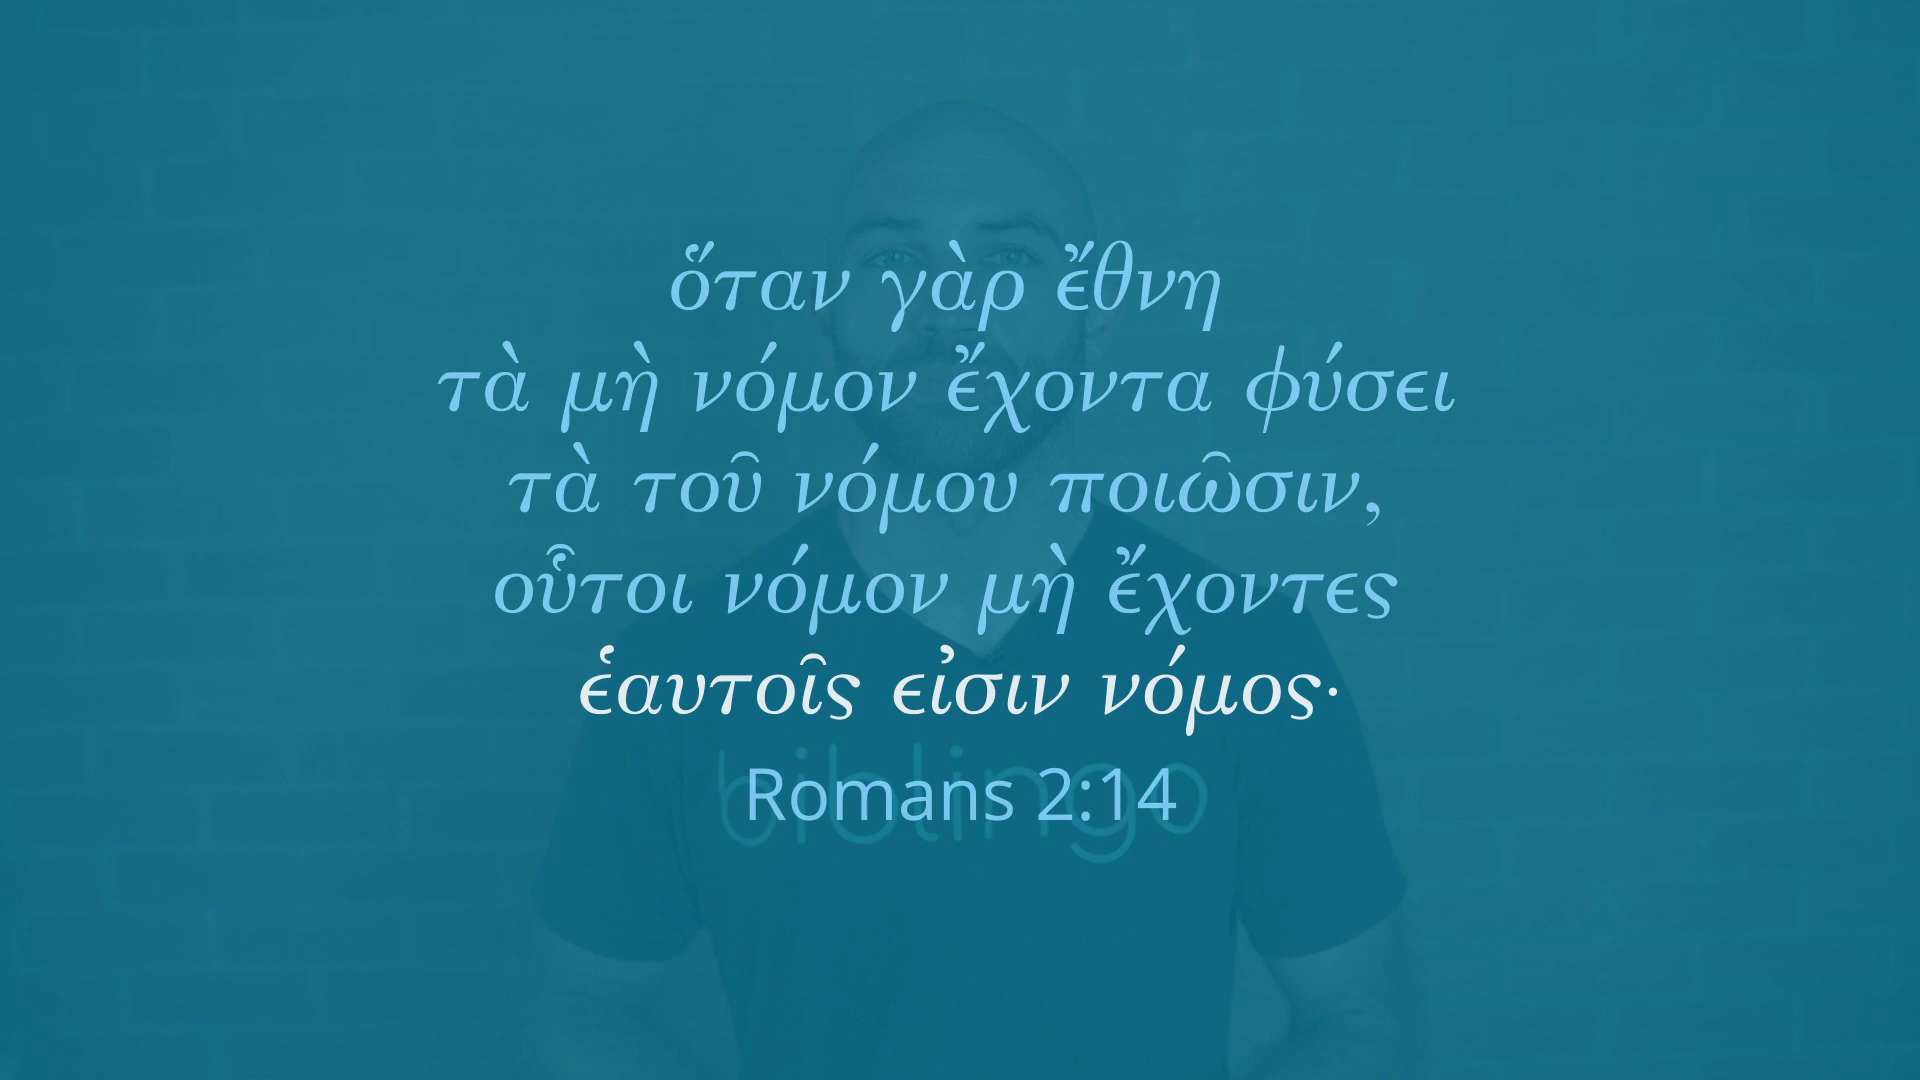 ὅταν γὰρ ἔθνη
τὰ μὴ νόμον ἔχοντα φύσει
τὰ τοῦ νόμου ποιῶσιν,
οὗτοι νόμον μὴ ἔχοντες
ἑαυτοῖς εἰσιν νόμος·
Romans 2:14
biblingo